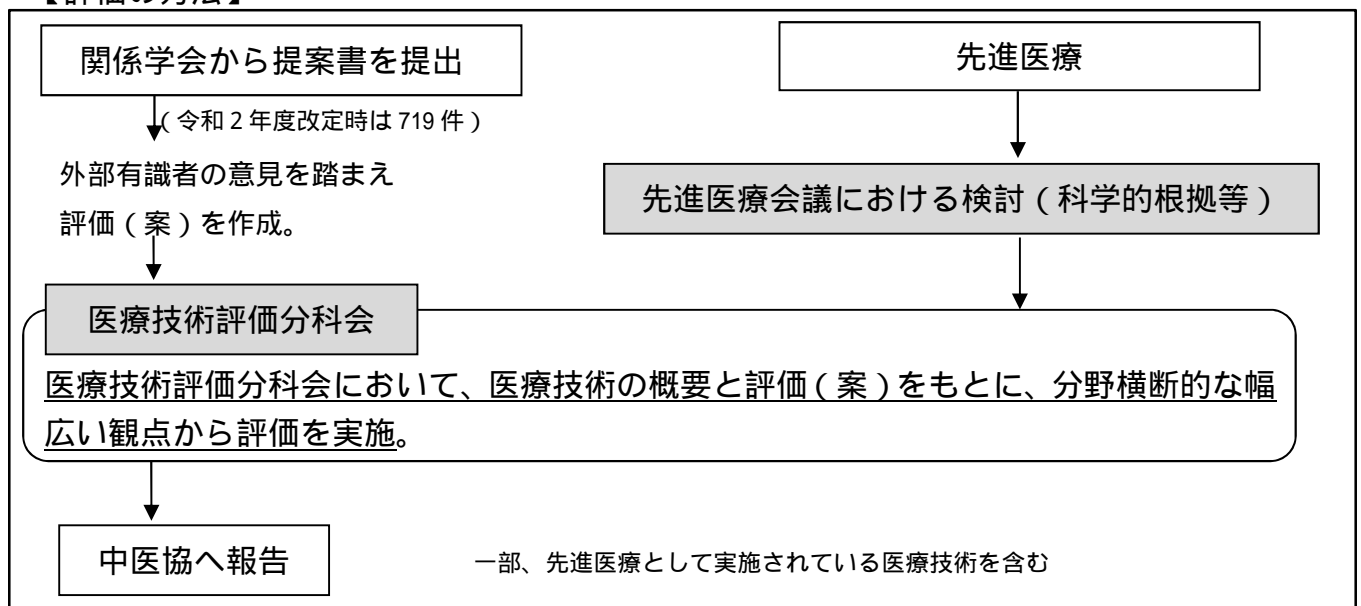 【評価の方法】
関係学会から提案書を提出
（令和２年度改定時は 719 件）
外部有識者の意見を踏まえ
評価（案）を作成。
先進医療
先進医療会議における検討（科学的根拠等）
医療技術評価分科会
医療技術評価分科会において、医療技術の概要と評価（案）をもとに、分野横断的な幅
広い観点から評価を実施。
中医協へ報告
一部、先進医療として実施されている医療技術を含む